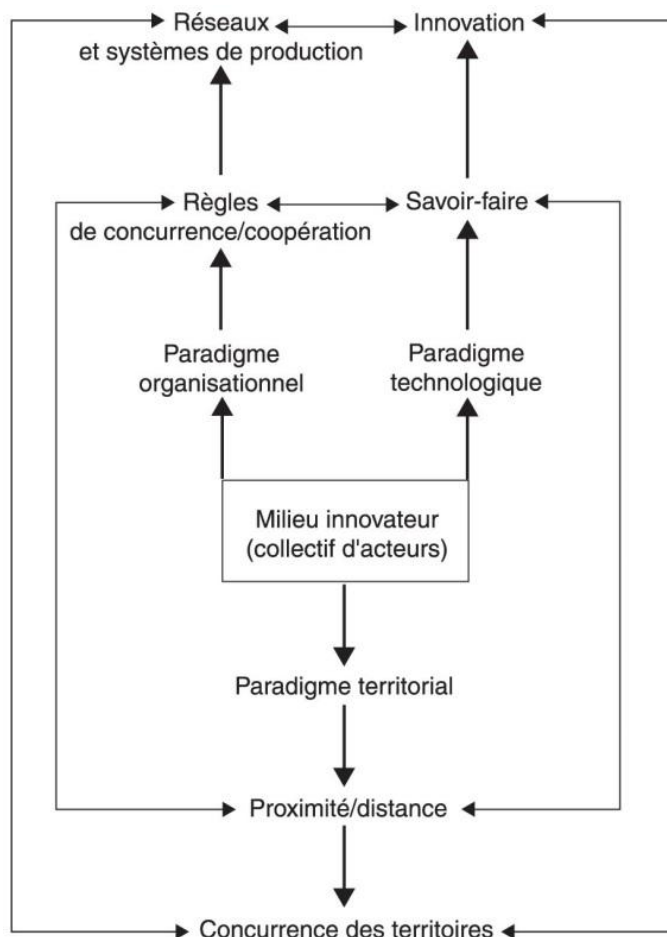 Réseaux
et systèmes de production
Innovation
Règles
de concurrence/coopération
Savoir-faire
Paradigme
organisationnel
Paradigme
technologique
Milieu innovateur
(collectif d'acteurs)
Paradigme territorial
Proximité/distance
Concurrence des territoires